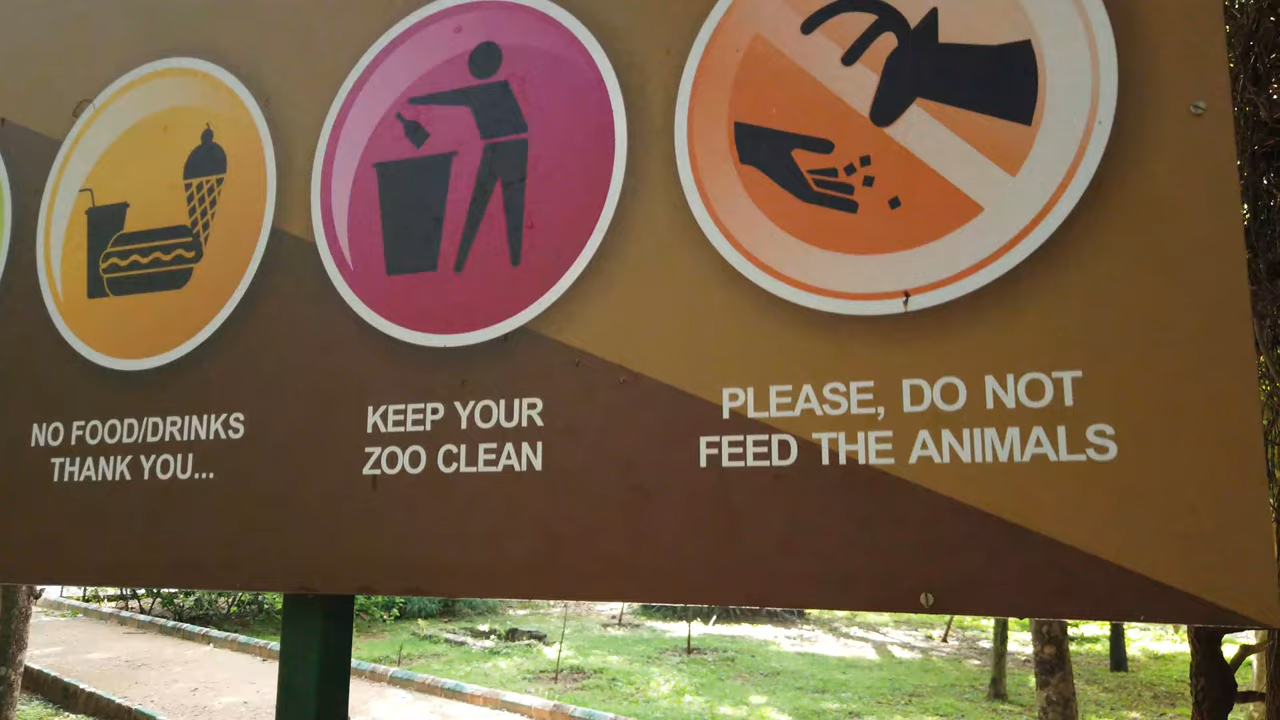 NO FOOD/DRINKS
THANK YOU...
KEEP YOUR
ZOO CLEAN
PLEASE, DO NOT
FEED THE ANIMALS